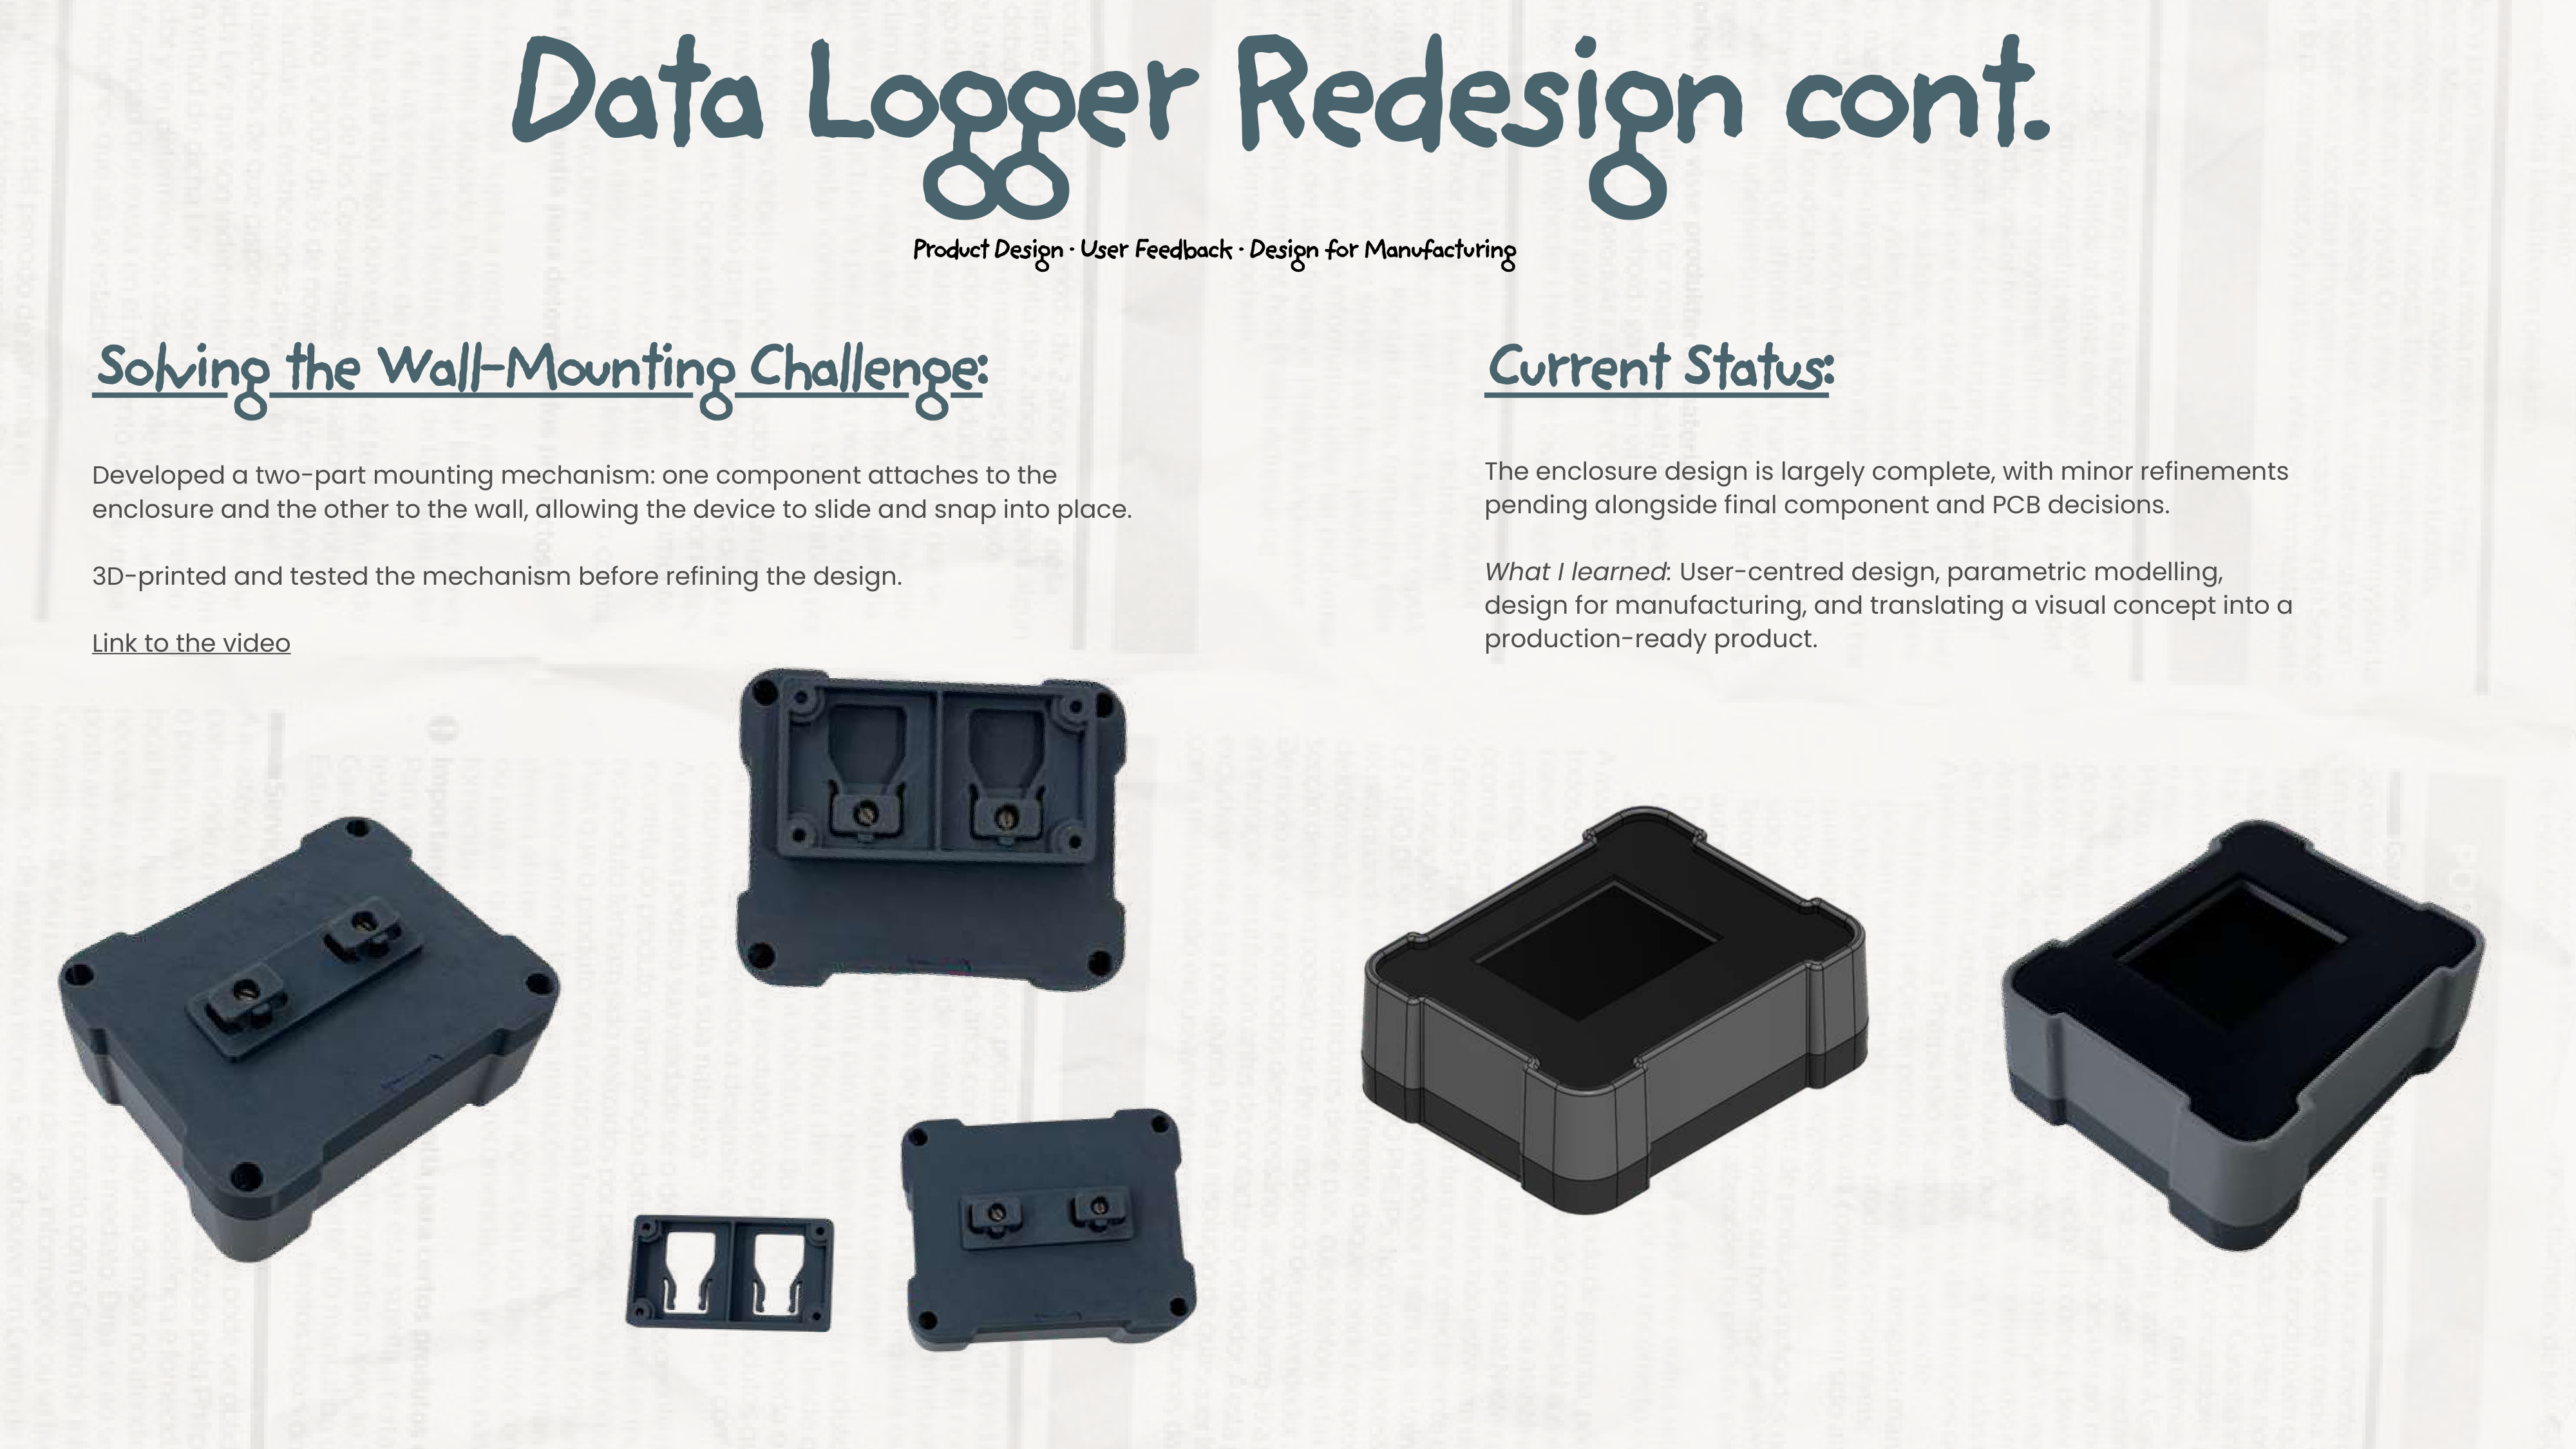 Data Logger Redesign cont.
Product Design · User Feedback · Design for Manufacturing
Solving the Wall-Mounting Challenge:
Developed a two-part mounting mechanism: one component attaches to the
enclosure and the other to the wall, allowing the device to slide and snap into place.
3D-printed and tested the mechanism before refining the design.
Link to the video
Current Status:
The enclosure design is largely complete, with minor refinements
pending alongside final component and PCB decisions.
What I learned: User-centred design, parametric modelling,
design for manufacturing, and translating a visual concept into a
production-ready product.